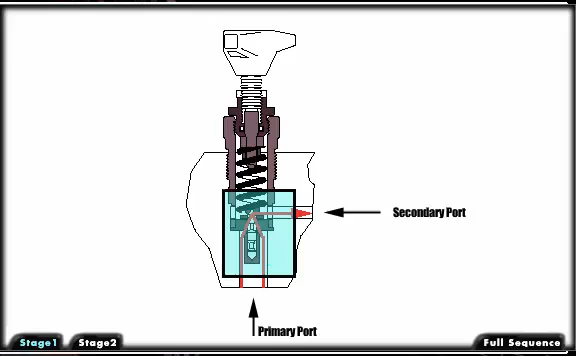 Secondary Port
Primary Port
Stage1
Stage2
Full Sequence